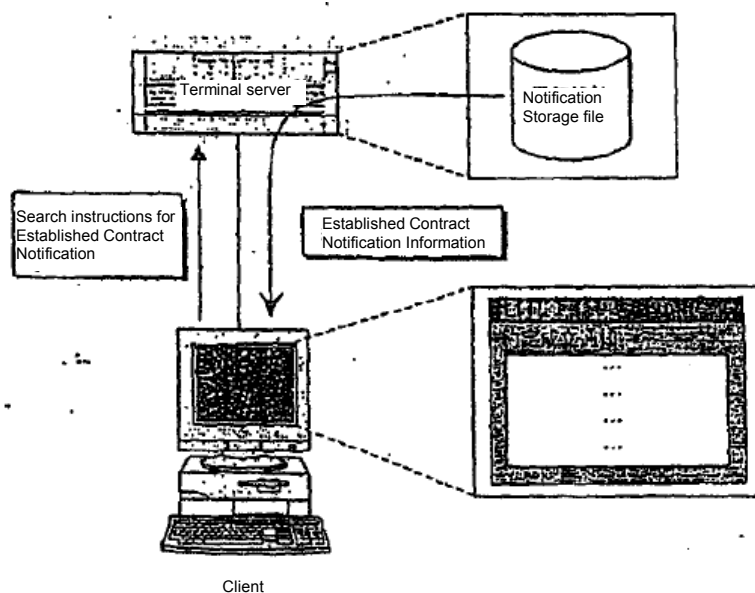 Terminal server
Notification
Storage file
Search instructions for
Established Contract
Notification
Established Contract
Notification Information
Client